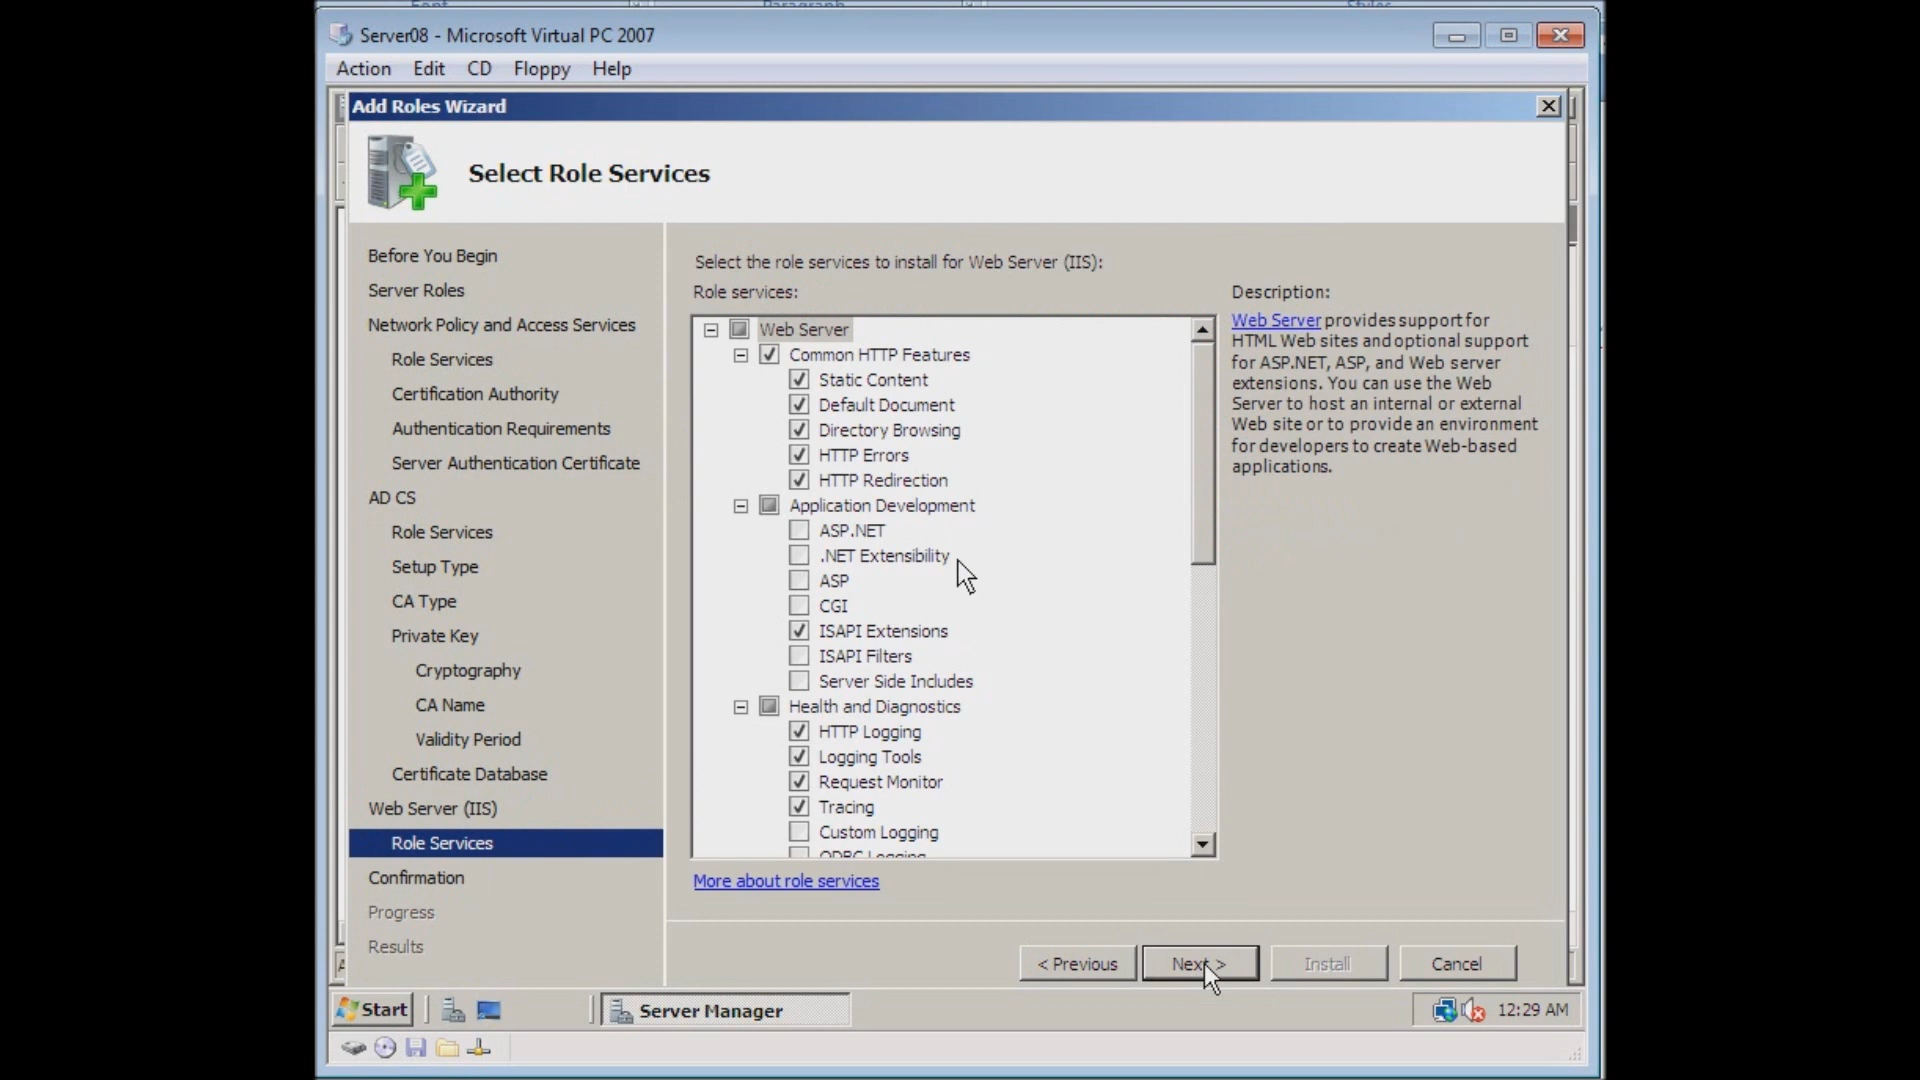 Font
Paragraph
Styles
Server08 - Microsoft Virtual PC 2007
Action Edit CD Floppy Help
Add Roles Wizard
Select Role Services
Before You Begin
Server Roles
Network Policy and Access Services
Role Services
Certification Authority
Authentication Requirements
Server Authentication Certificate
AD CS
Role Services
Setup Type
CA Type
Private Key
Cryptography
CA Name
Validity Period
Certificate Database
Web Server (IIS)
Role Services
Confirmation
Progress
Results
Select the role services to install for Web Server (IIS):
Role services:
Web Server
Common HTTP Features
Static Content
Default Document
Directory Browsing
HTTP Errors
HTTP Redirection
Application Development
ASP.NET
.NET Extensibility
ASP
CGI
ISAPI Extensions
ISAPI Filters
Server Side Includes
Health and Diagnostics
HTTP Logging
Logging Tools
Request Monitor
Tracing
Custom Logging
ODBC Logging
More about role services
Description:
Web Server provides support for
HTML Web sites and optional support
for ASP.NET, ASP, and Web server
extensions. You can use the Web
Server to host an internal or external
Web site or to provide an environment
for developers to create Web-based
applications.
< Previous
Next >
Install
Cancel
Start
Server Manager
12:29 AM